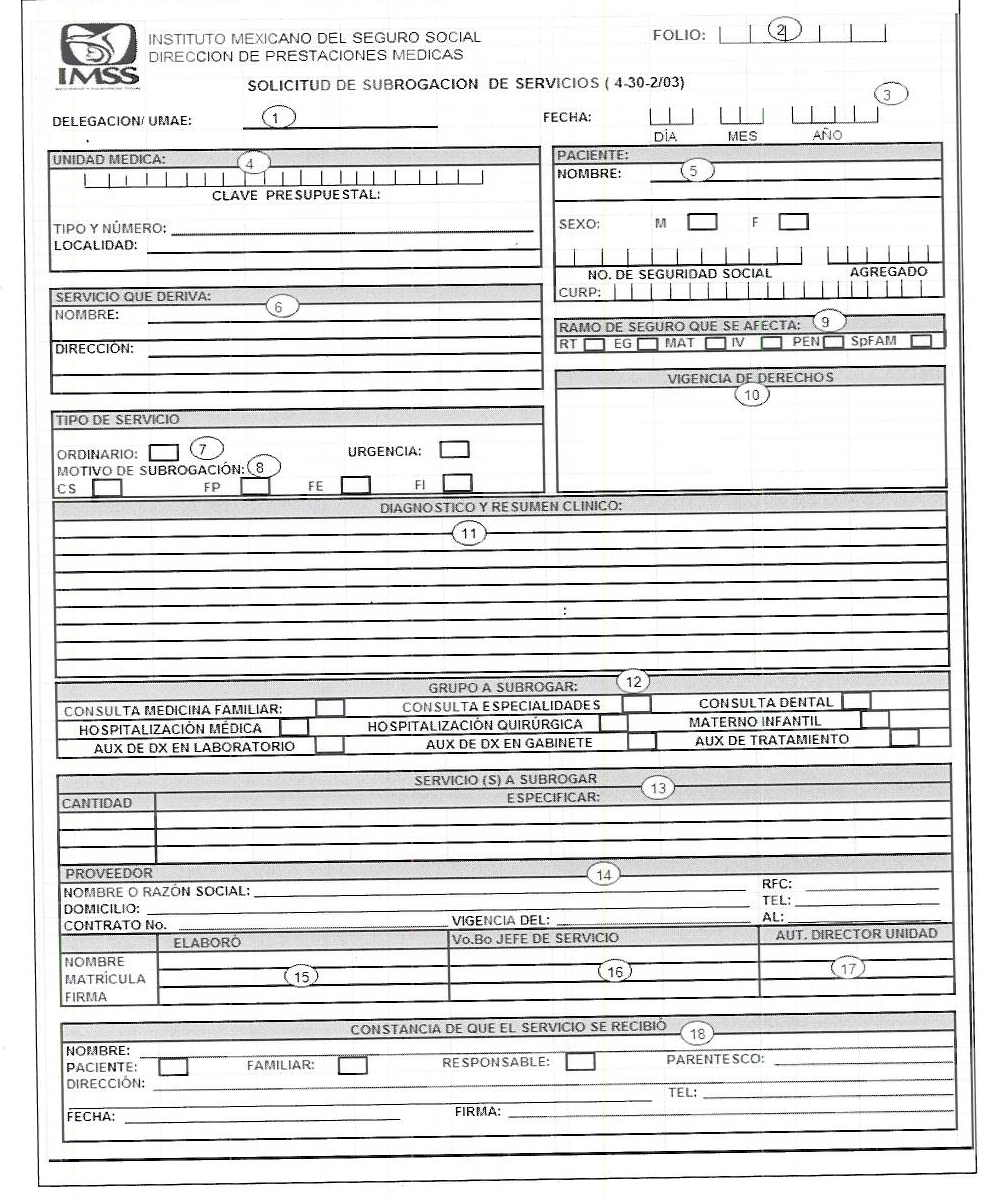 INSTITUTO MEXICANO DEL SEGURO SOCIAL
DIRECCION DE PRESTACIONES MEDICAS
IMSS
FOLIO: 2
SOLICITUD DE SUBROGACION DE SERVICIOS ( 4-30-2/03)
DELEGACION/ UMAE: 1
FECHA: 3
DÍA MES AÑO
UNIDAD MEDICA: 4
CLAVE PRESUPUESTAL:
TIPO Y NÚMERO:
LOCALIDAD:
PACIENTE:
NOMBRE: 5
SEXO: M F
NO. DE SEGURIDAD SOCIAL AGREGADO
CURP:
SERVICIO QUE DERIVA: 6
NOMBRE:
DIRECCIÓN:
RAMO DE SEGURO QUE SE AFECTA: 9
RT EG MAT IV PEN SpFAM
VIGENCIA DE DERECHOS
10
TIPO DE SERVICIO
ORDINARIO: 7 URGENCIA:
MOTIVO DE SUBROGACIÓN: 8
CS FP FE FI
DIAGNOSTICO Y RESUMEN CLINICO:
11
GRUPO A SUBROGAR: 12
CONSULTA MEDICINA FAMILIAR: CONSULTA ESPECIALIDADES CONSULTA DENTAL
HOSPITALIZACIÓN MÉDICA HOSPITALIZACIÓN QUIRÚRGICA MATERNO INFANTIL
AUX DE DX EN LABORATORIO AUX DE DX EN GABINETE AUX DE TRATAMIENTO
SERVICIO (S) A SUBROGAR 13
CANTIDAD ESPECIFICAR:
PROVEEDOR 14
NOMBRE O RAZÓN SOCIAL: RFC:
DOMICILIO: TEL:
CONTRATO No. VIGENCIA DEL: AL:
ELABORÓ Vo.Bo JEFE DE SERVICIO AUT. DIRECTOR UNIDAD
NOMBRE
MATRÍCULA 15 16 17
FIRMA
CONSTANCIA DE QUE EL SERVICIO SE RECIBIÓ 18
NOMBRE:
PACIENTE: FAMILIAR: RESPONSABLE: PARENTESCO:
DIRECCIÓN:
TEL:
FECHA: FIRMA: